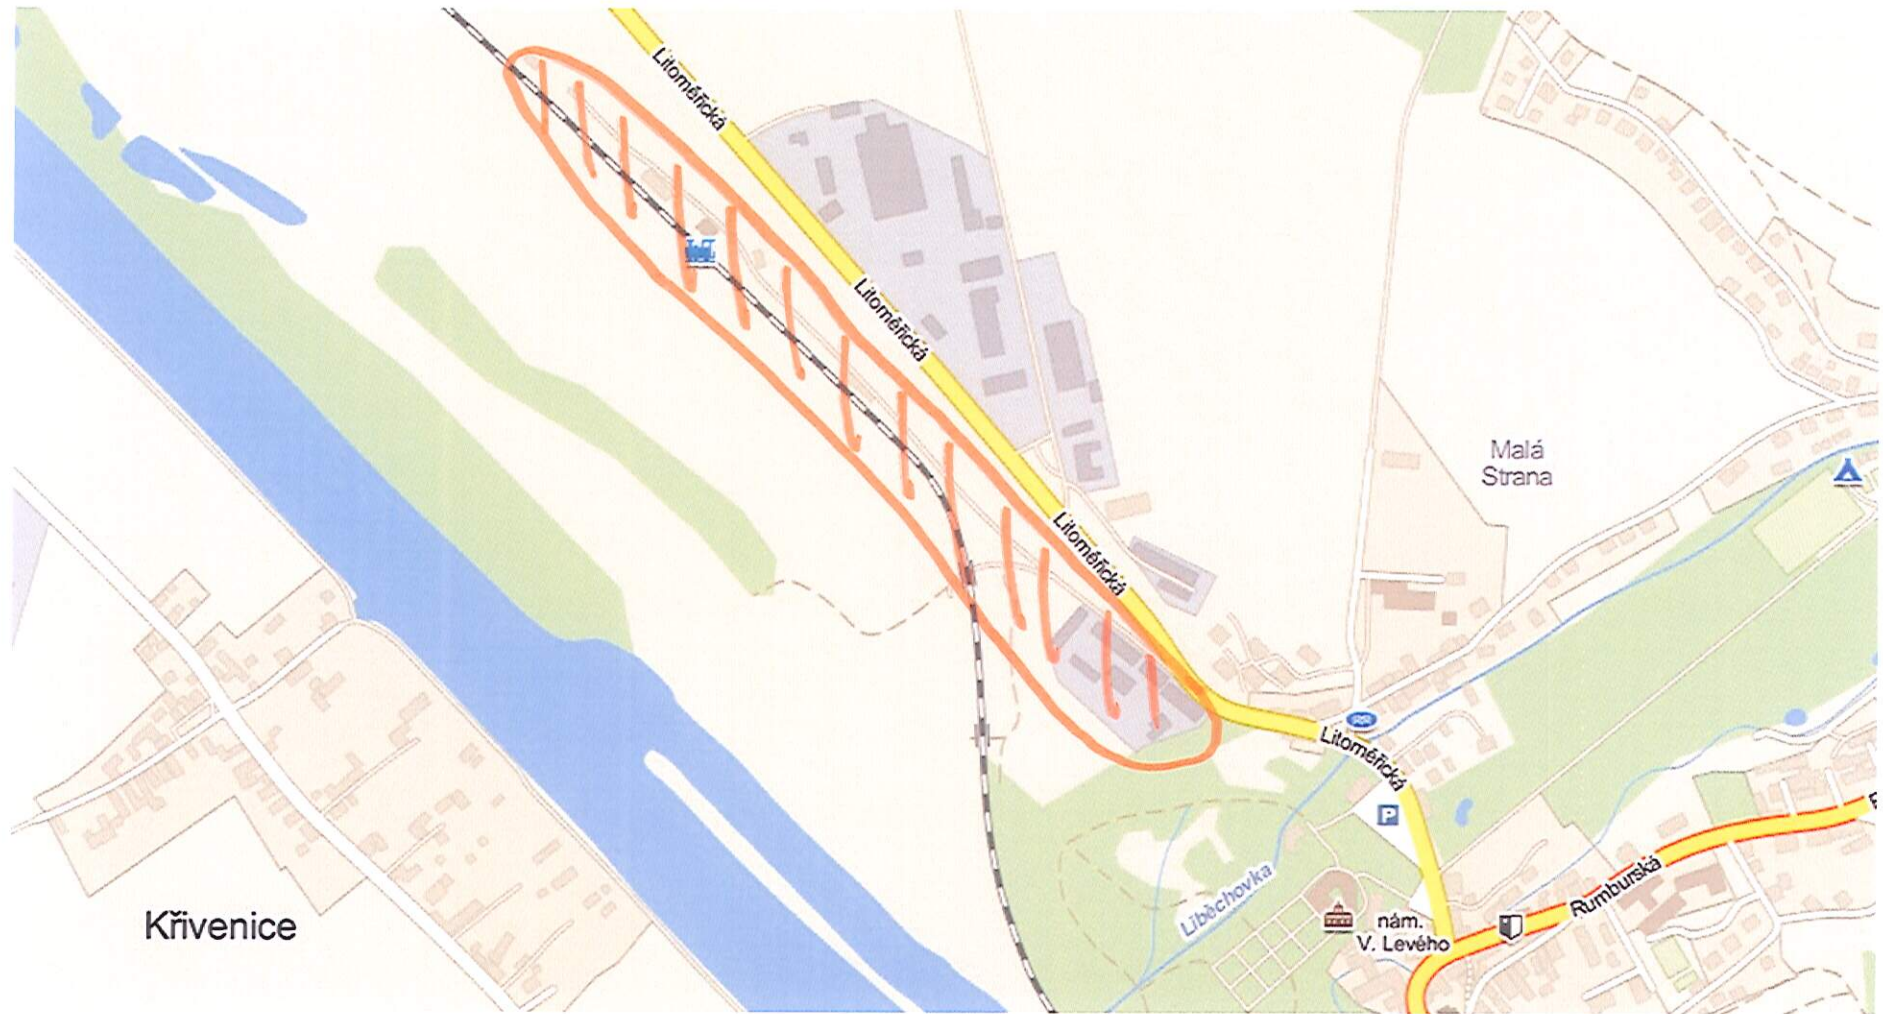 Litoměřická
Litoměřická
Litoměřická
Malá
Strana
Litoměřická
P
Rumburská
Liběchovka
nám.
V. Levého
Křivenice